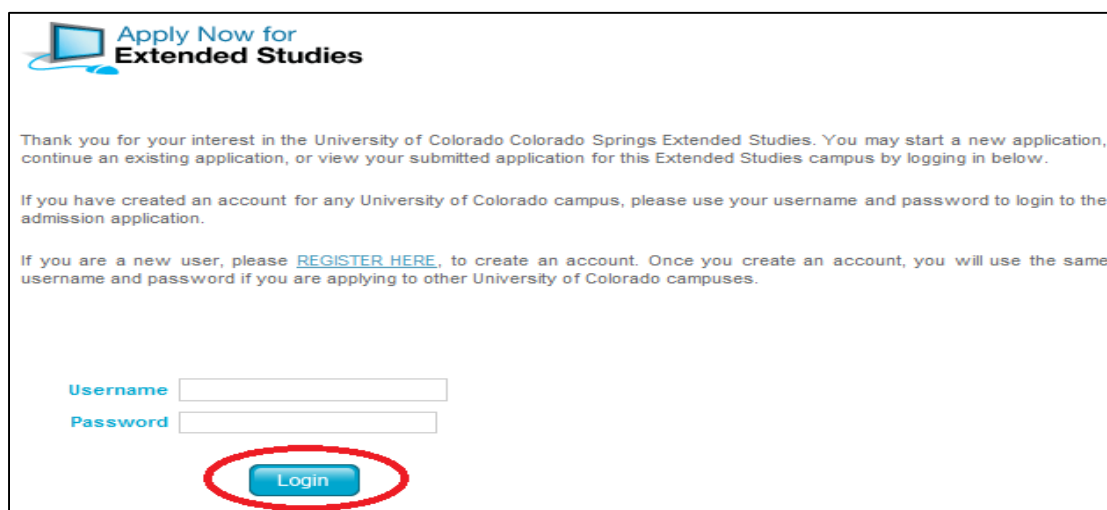 Apply Now for
Extended Studies
Thank you for your interest in the University of Colorado Colorado Springs Extended Studies. You may start a new application,
continue an existing application, or view your submitted application for this Extended Studies campus by logging in below.
If you have created an account for any University of Colorado campus, please use your username and password to login to the
admission application.
If you are a new user, please REGISTER HERE, to create an account. Once you create an account, you will use the same
username and password if you are applying to other University of Colorado campuses.
Username
Password
Login